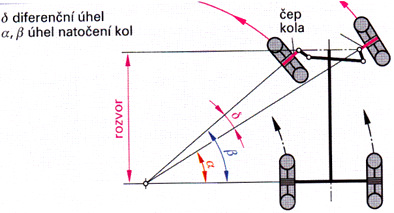 δ diferenční úhel
α, β úhel natočení kol
čep
kola
rozvor
δ
β
α